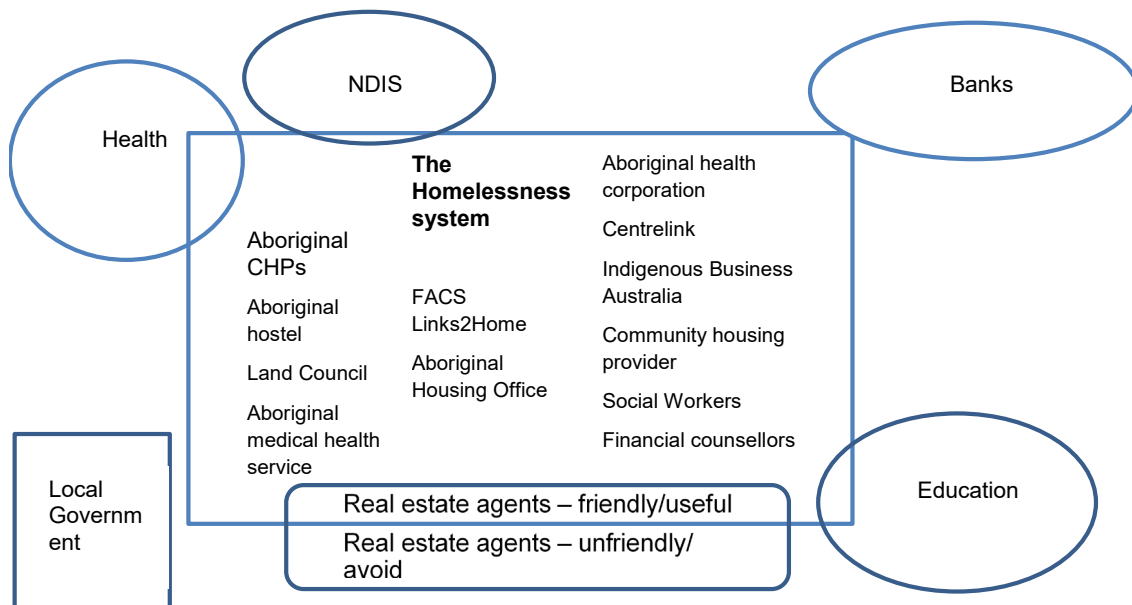 NDIS
Banks
Health
The
Homelessness
system
Aboriginal
CHPs
Aboriginal
hostel
Land Council
Aboriginal
medical health
service
FACS
Links2Home
Aboriginal
Housing Office
Aboriginal health
corporation
Centrelink
Indigenous Business
Australia
Community housing
provider
Social Workers
Financial counsellors
Local
Governm
ent
Education
Real estate agents – friendly/useful
Real estate agents – unfriendly/
avoid